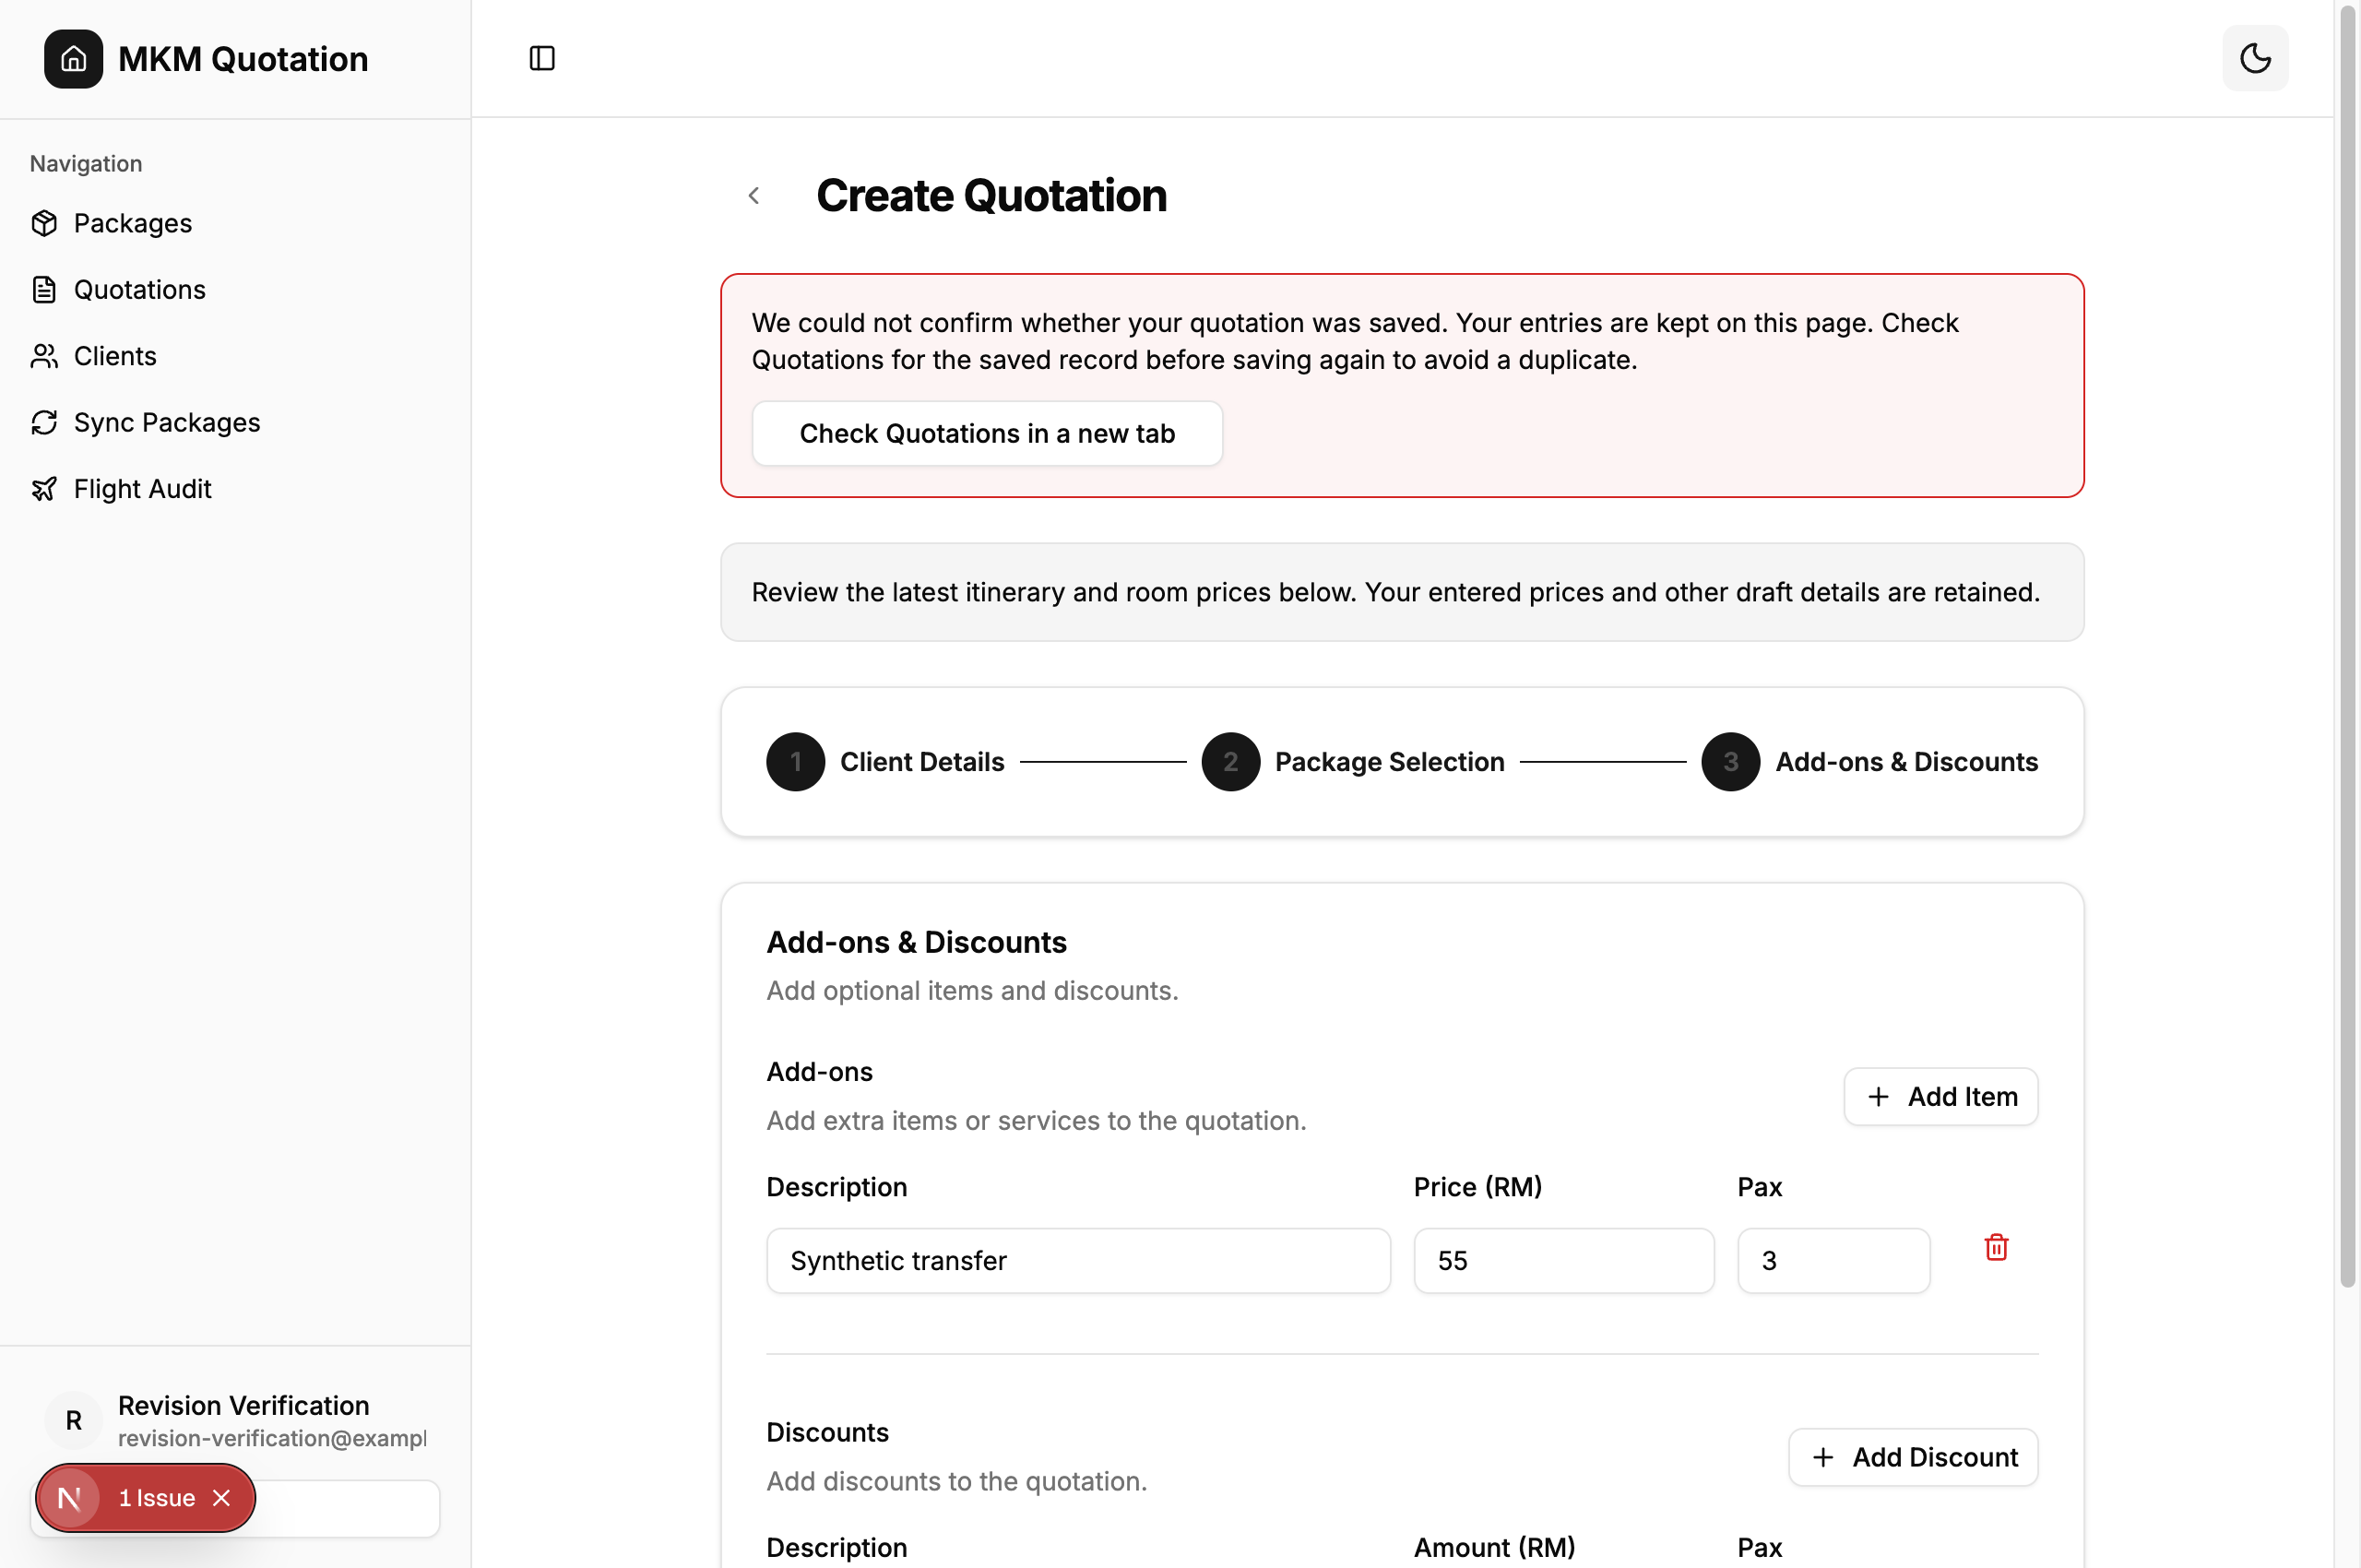 MKM Quotation
Navigation
Packages
Quotations
Clients
Sync Packages
Flight Audit
Create Quotation
We could not confirm whether your quotation was saved. Your entries are kept on this page. Check
Quotations for the saved record before saving again to avoid a duplicate.
Check Quotations in a new tab
Review the latest itinerary and room prices below. Your entered prices and other draft details are retained.
1 Client Details 2 Package Selection 3 Add-ons & Discounts
Add-ons & Discounts
Add optional items and discounts.
Add-ons
Add extra items or services to the quotation.
Add Item
Description Price (RM) Pax
Synthetic transfer 55 3
Discounts
Add discounts to the quotation.
Add Discount
Description Amount (RM) Pax
R
Revision Verification
revision-verification@exampl
N 1 Issue